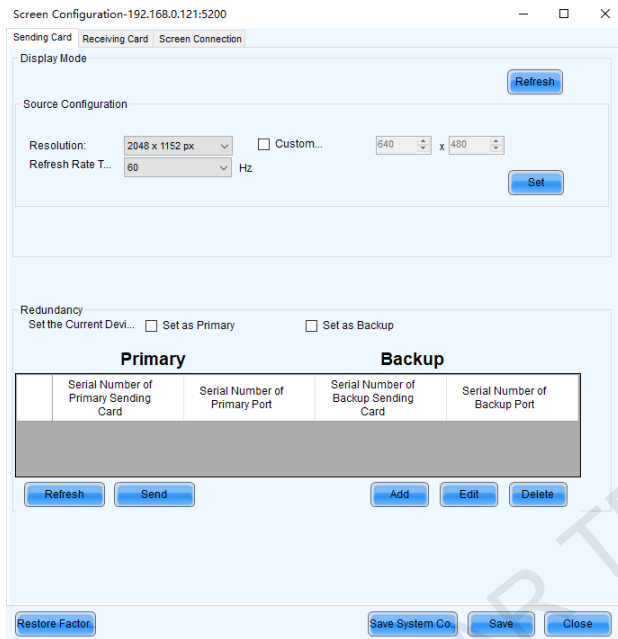 Screen Configuration-192.168.0.121:5200
Sending Card Receiving Card Screen Connection
Display Mode
Refresh
Source Configuration
Resolution: 2048 x 1152 px Custom... 640 x 480
Refresh Rate T... 60 Hz
Set
Redundancy
Set the Current Devi... Set as Primary Set as Backup
Primary Backup
Serial Number of
Primary Sending
Card
Serial Number of
Primary Port
Serial Number of
Backup Sending
Card
Serial Number of
Backup Port
Refresh Send Add Edit Delete
Restore Factor.. Save System Co.. Save Close